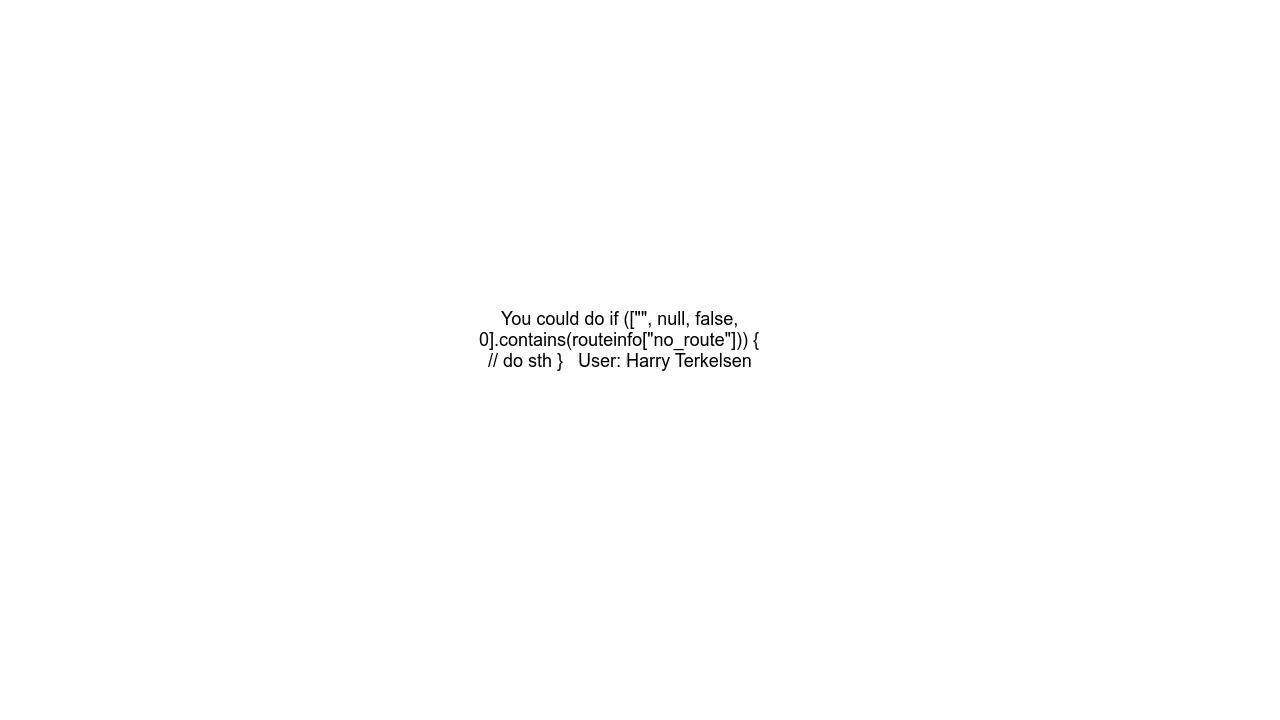 You could do if (["", null, false,
0].contains(routeinfo["no_route"])) {
// do sth }   User: Harry Terkelsen